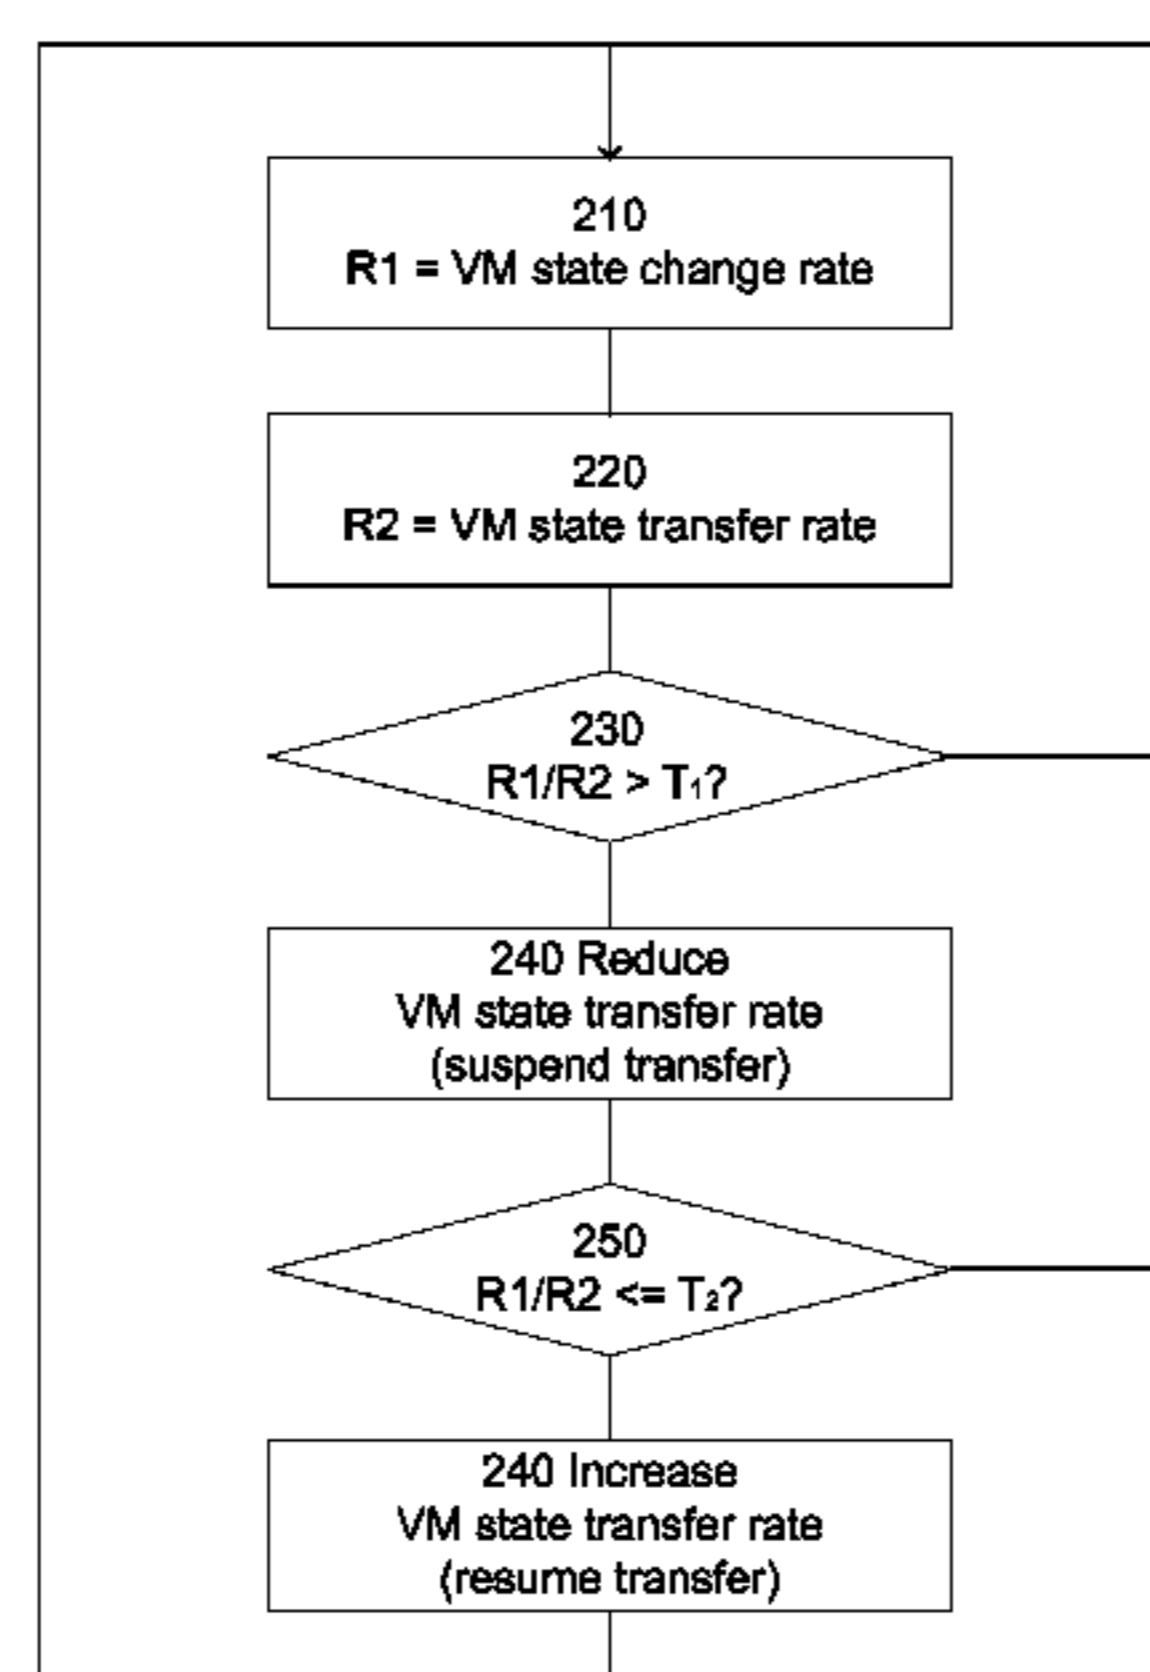 210
R1 = VM state change rate
220
R2 = VM state transfer rate
230
R1/R2 > T₁?
240 Reduce
VM state transfer rate
(suspend transfer)
250
R1/R2 <= T₂?
240 Increase
VM state transfer rate
(resume transfer)